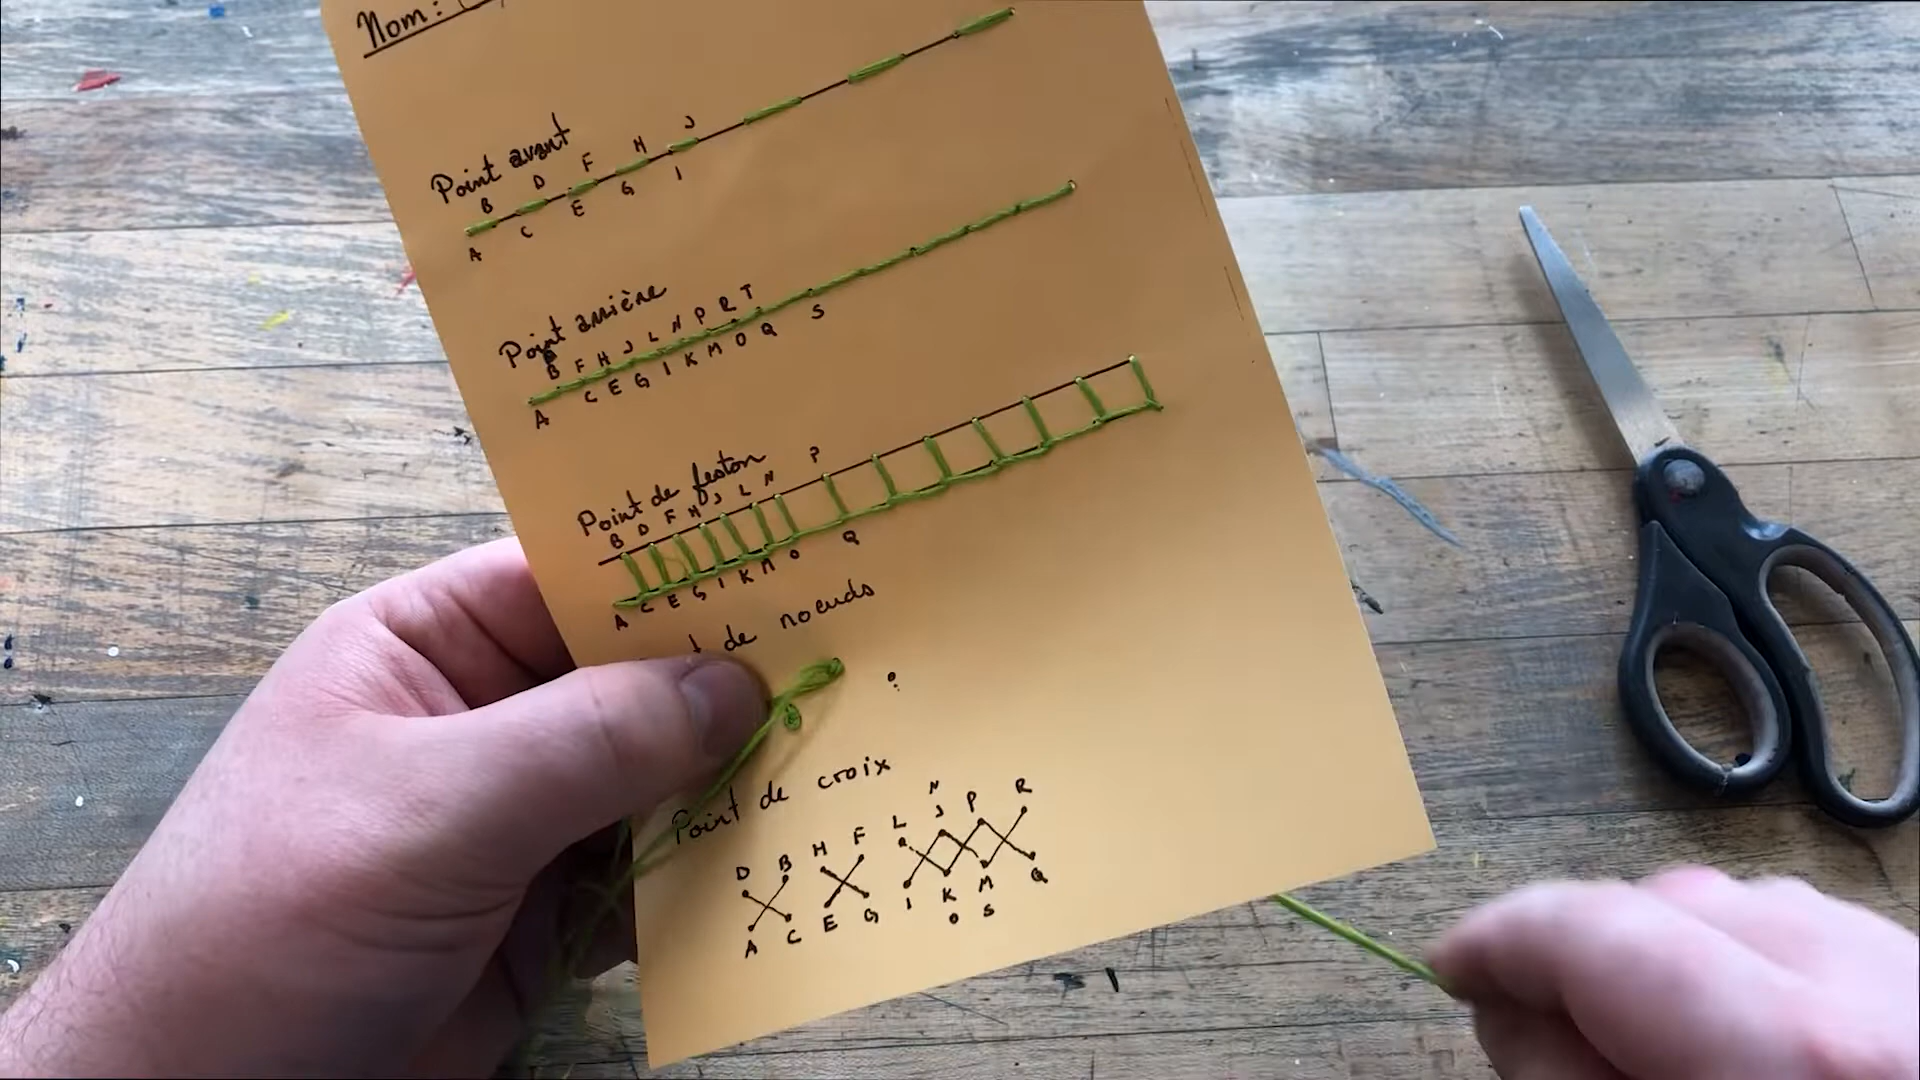 Nom:
Point avant
B D F H J
A C E G I
Point arrière
B F H J L N P R T
A C E G I K M O Q S
Point de feston
B D F H J L N P
A C E G I K M O Q
de noeuds
Point de croix
D B H F L N J P R
A C E G I K O M S Q